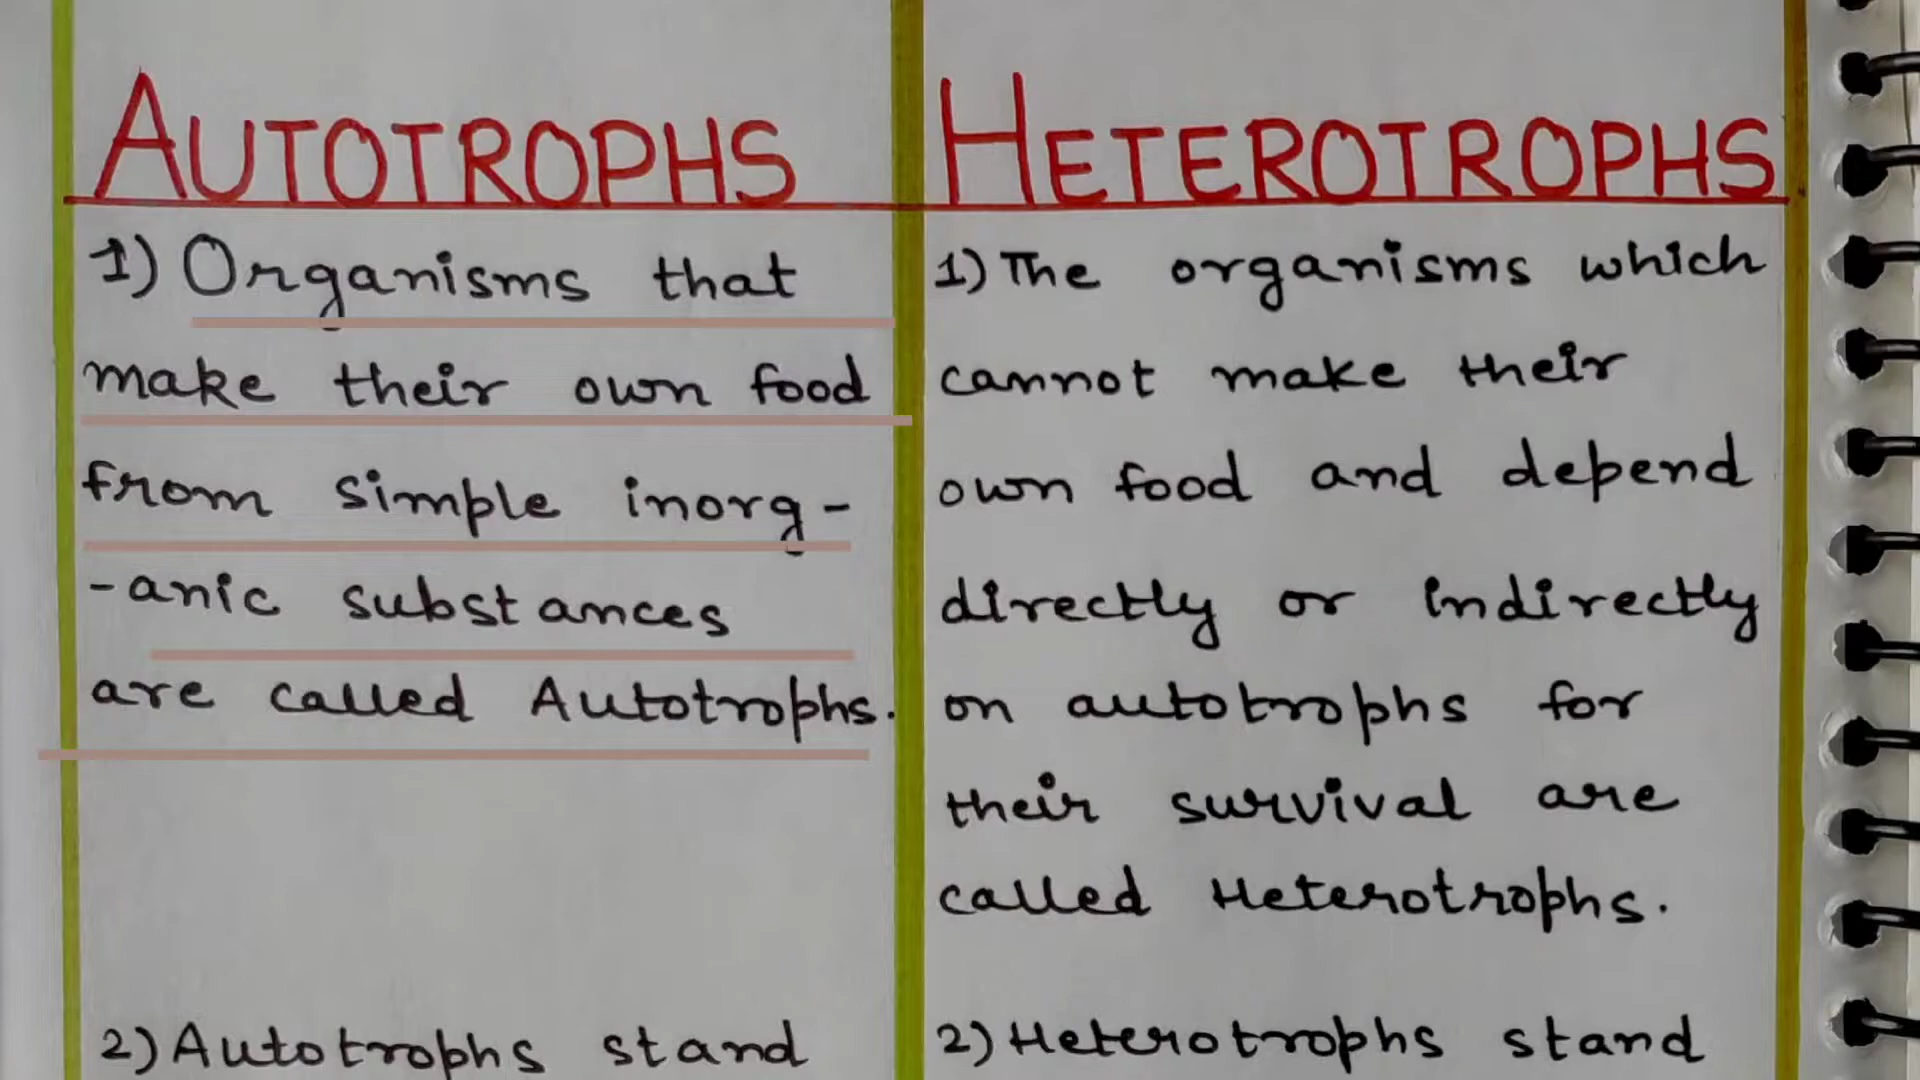 AUTOTROPHS
1) Organisms that
make their own food
from simple inorg-
-anic substances
are called Autotrophs.
2) Autotrophs stand
HETEROTROPHS
1) The organisms which
cannot make their
own food and depend
directly or indirectly
on autotrophs for
their survival are
called Heterotrophs.
2) Heterotrophs stand